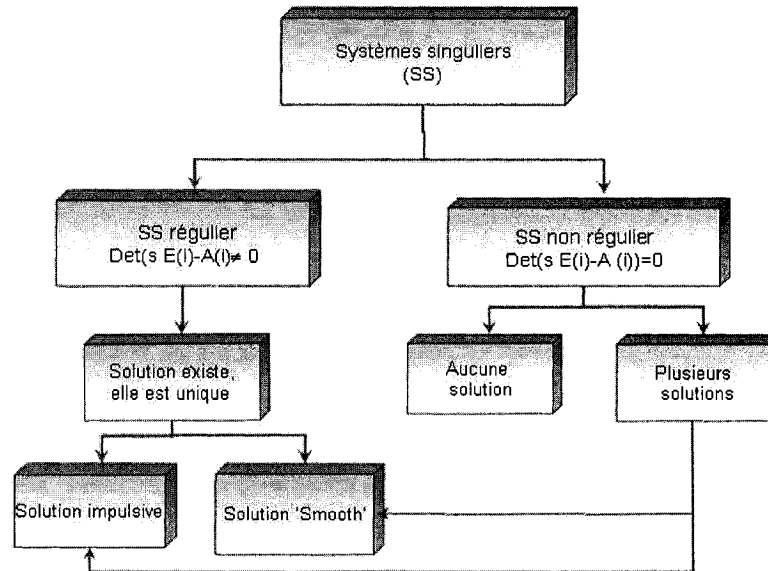 Systèmes singuliers
(SS)
SS régulier
Det(s E(i)-A(i)≠ 0
SS non régulier
Det(s E(i)-A (i))=0
Solution existe,
elle est unique
Aucune
solution
Plusieurs
solutions
Solution impulsive
Solution 'Smooth'